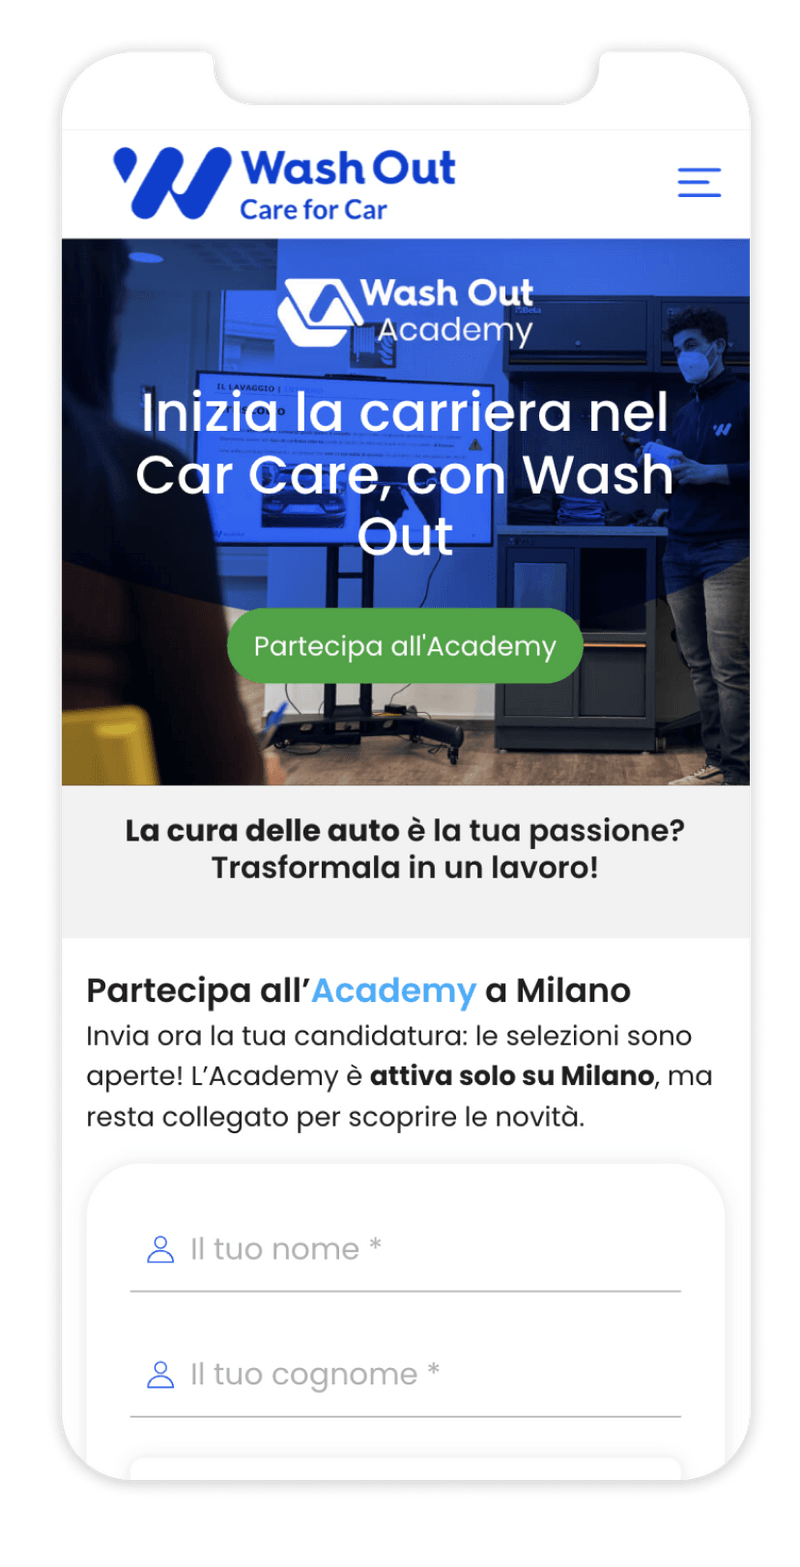 Wash Out
Care for Car
Wash Out
Academy
Beta
IL LAVAGGIO |
Inizia la carriera nel
Car Care, con Wash
Out
Partecipa all'Academy
La cura delle auto è la tua passione?
Trasformala in un lavoro!
Partecipa all’Academy a Milano
Invia ora la tua candidatura: le selezioni sono
aperte! L’Academy è attiva solo su Milano, ma
resta collegato per scoprire le novità.
Il tuo nome *
Il tuo cognome *